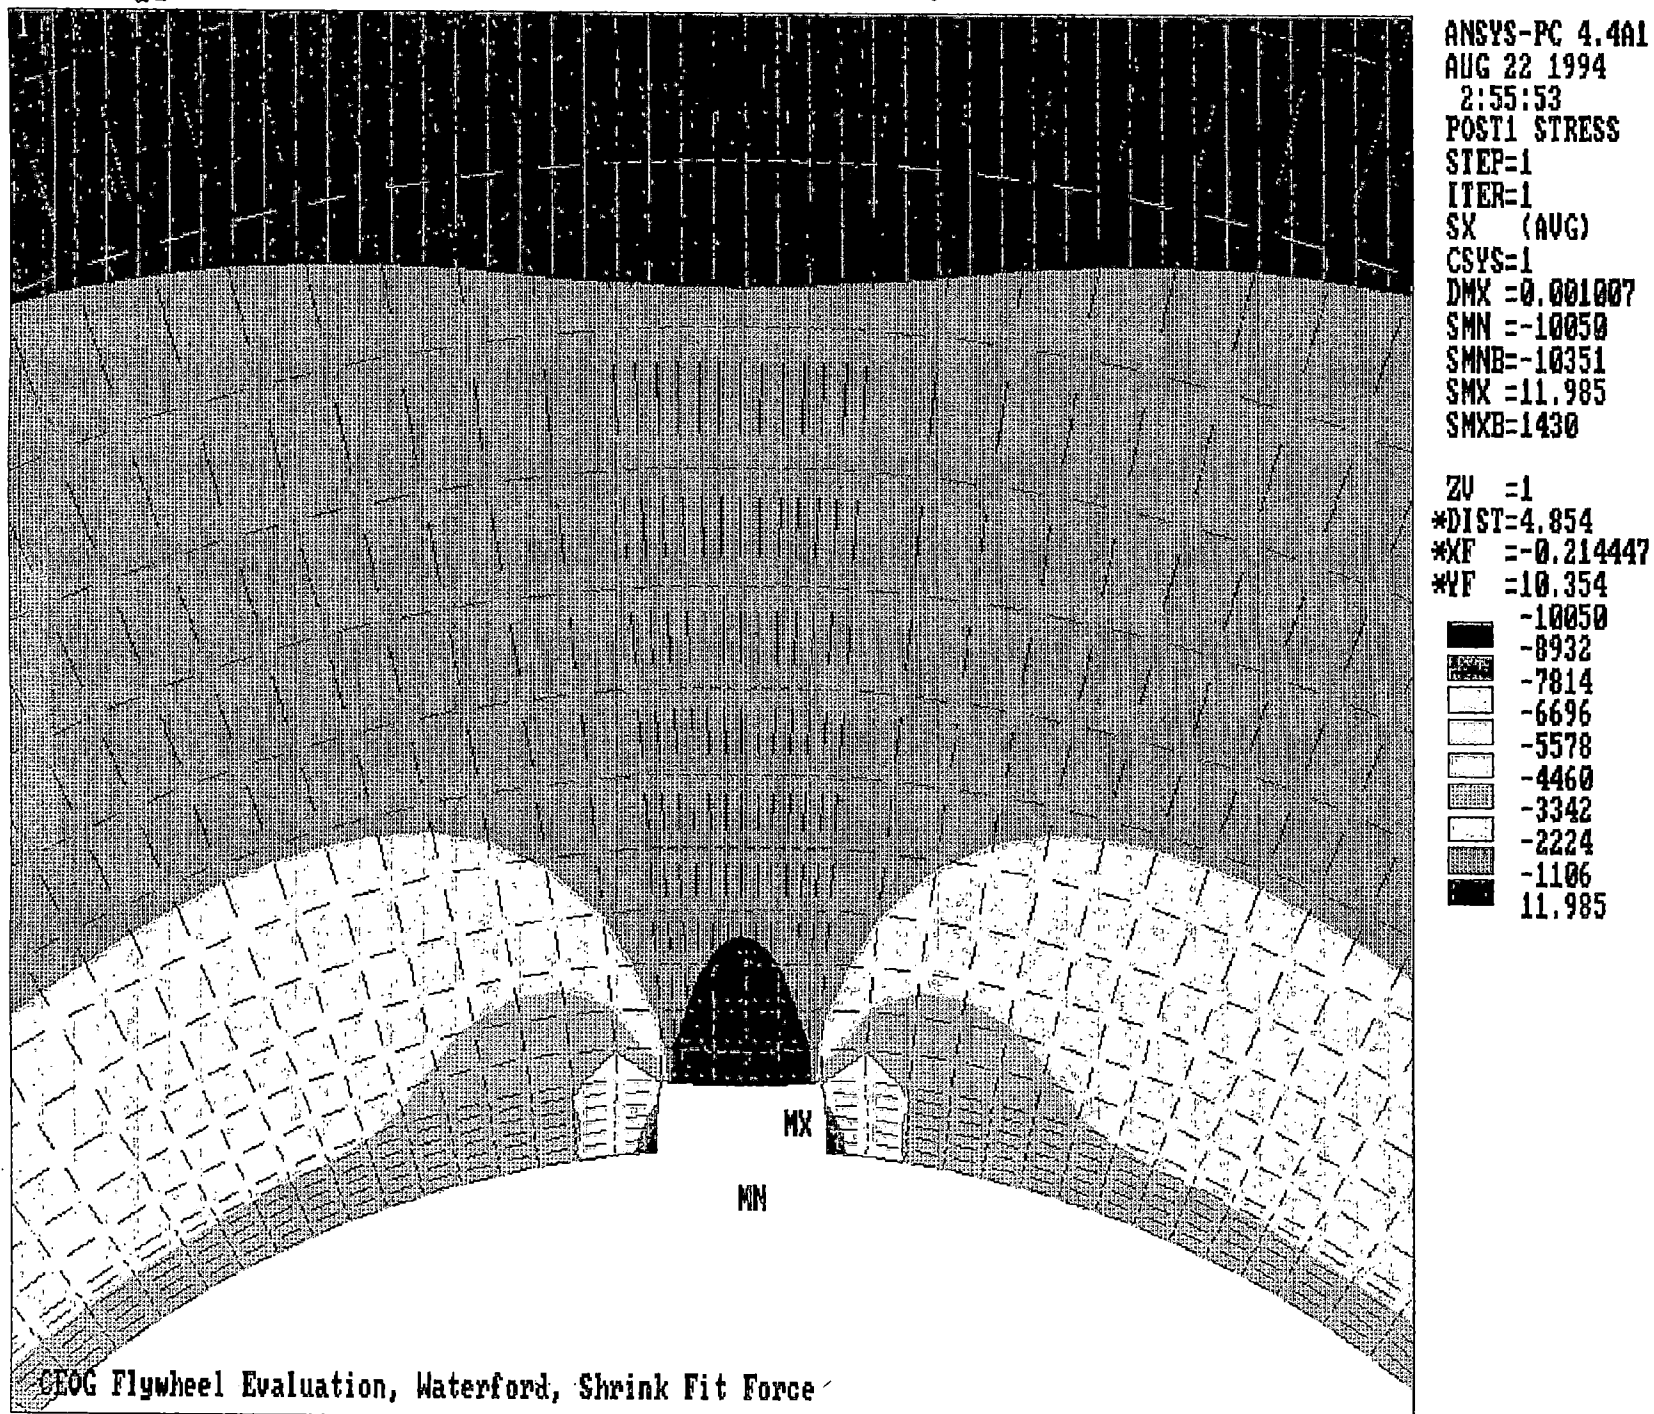 1
ANSYS-PC 4.4A1
AUG 22 1994
2:55:53
POST1 STRESS
STEP=1
ITER=1
SX (AVG)
CSYS=1
DMX =0.001007
SMN =-10050
SMNB=-10351
SMX =11.985
SMXB=1430
ZV =1
*DIST=4.854
*XF =-0.214447
*YF =10.354
-10050
-8932
-7814
-6696
-5578
-4460
-3342
-2224
-1106
11.985
MX
MN
CEOG Flywheel Evaluation, Waterford, Shrink Fit Force